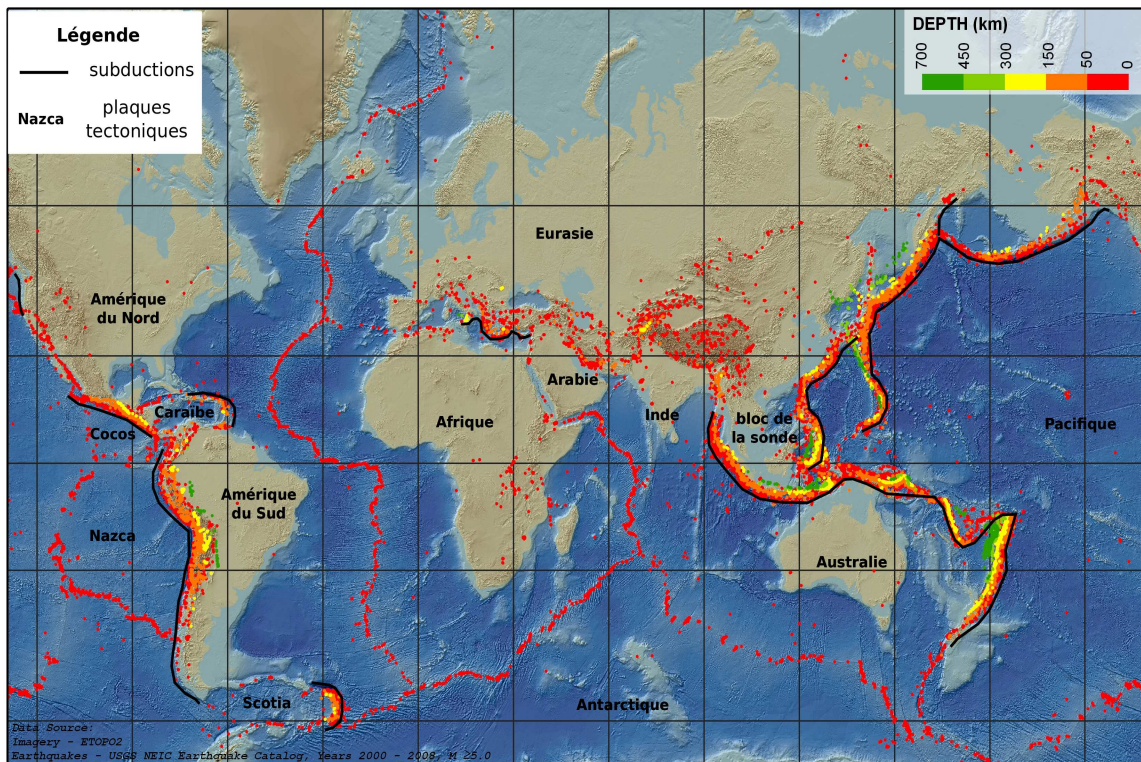 Légende
subductions
Nazca
plaques
tectoniques
DEPTH (km)
700
450
300
150
50
0
Eurasie
Amérique
du Nord
Caraïbe
Cocos
Arabie
Afrique
Inde
bloc de
la sonde
Pacifique
Amérique
du Sud
Nazca
Australie
Scotia
Antarctique
Data Source:
Imagery - ETOPO2
Earthquakes - USGS NEIC Earthquake Catalog, Years 2000 - 2008, M ≥5.0